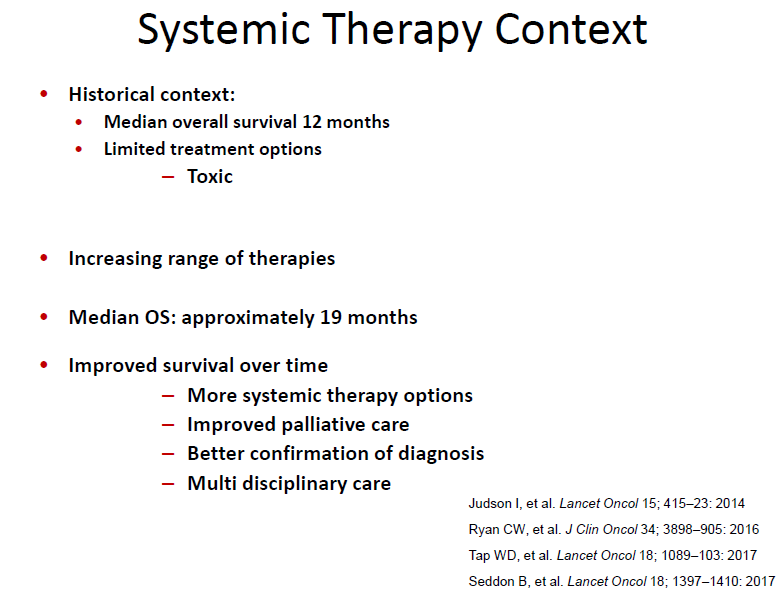 Systemic Therapy Context
• Historical context:
• Median overall survival 12 months
• Limited treatment options
– Toxic
• Increasing range of therapies
• Median OS: approximately 19 months
• Improved survival over time
– More systemic therapy options
– Improved palliative care
– Better confirmation of diagnosis
– Multi disciplinary care
Judson I, et al. Lancet Oncol 15; 415–23: 2014
Ryan CW, et al. J Clin Oncol 34; 3898–905: 2016
Tap WD, et al. Lancet Oncol 18; 1089–103: 2017
Seddon B, et al. Lancet Oncol 18; 1397–1410: 2017